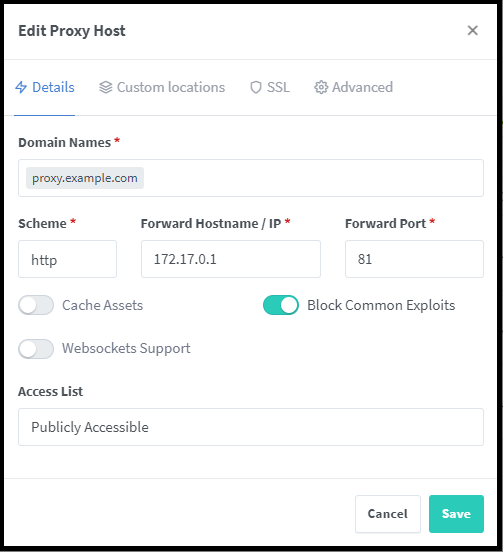 Edit Proxy Host
Details Custom locations SSL Advanced
Domain Names *
proxy.example.com
Scheme * Forward Hostname / IP * Forward Port *
http 172.17.0.1 81
Cache Assets Block Common Exploits
Websockets Support
Access List
Publicly Accessible
Cancel Save